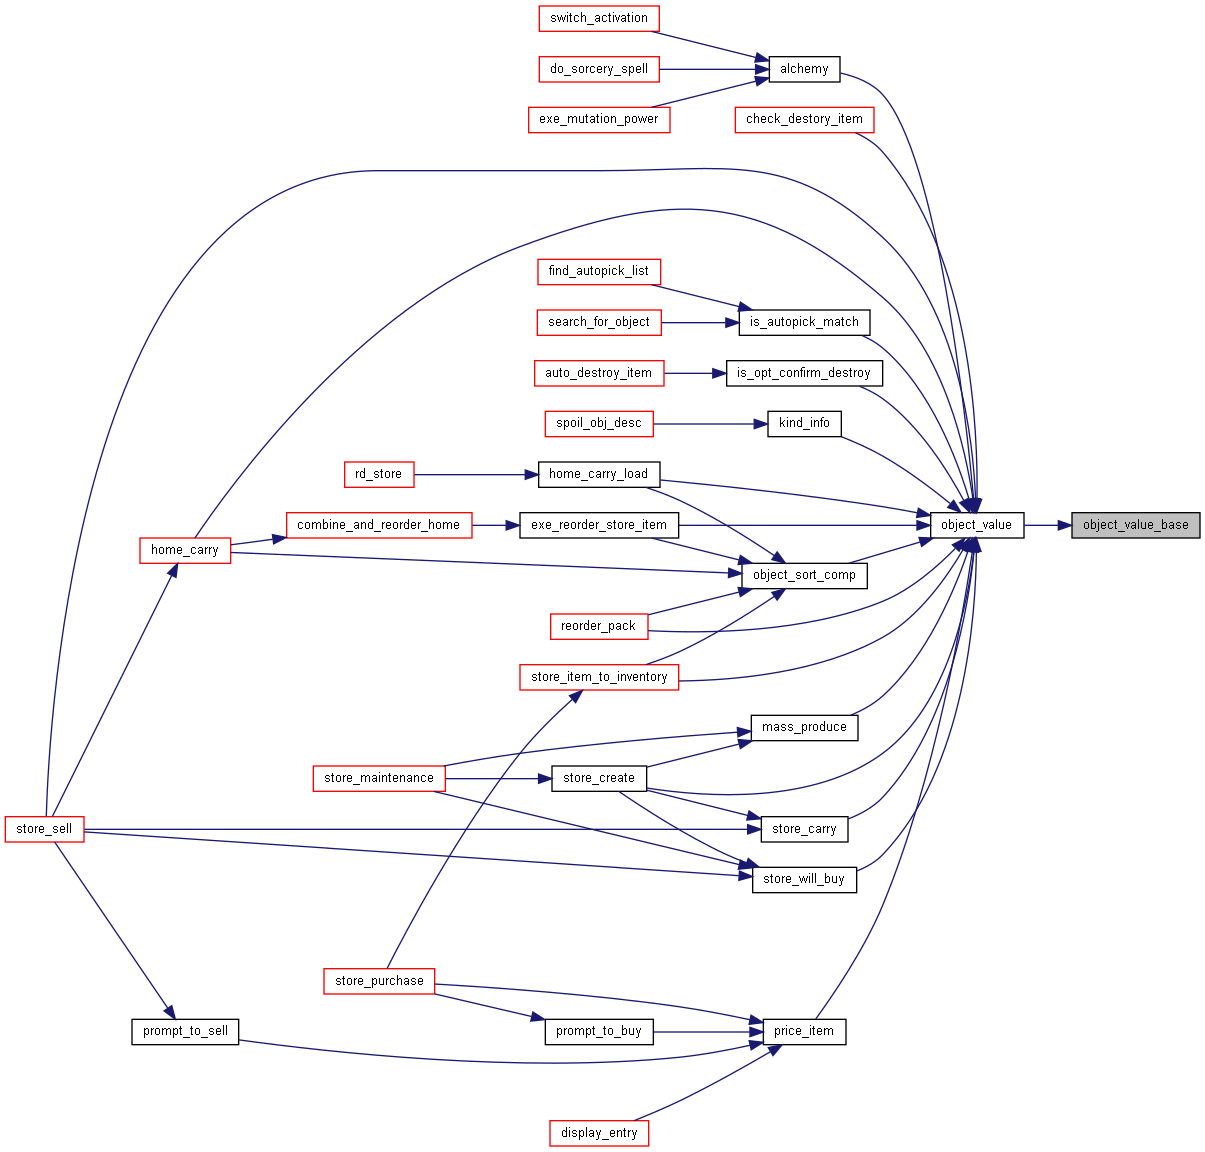 switch_activation
do_sorcery_spell
alchemy
exe_mutation_power
check_destory_item
find_autopick_list
search_for_object
is_autopick_match
auto_destroy_item
is_opt_confirm_destroy
spoil_obj_desc
kind_info
rd_store
home_carry_load
combine_and_reorder_home
exe_reorder_store_item
object_value
object_value_base
home_carry
object_sort_comp
reorder_pack
store_item_to_inventory
mass_produce
store_maintenance
store_create
store_sell
store_carry
store_will_buy
store_purchase
prompt_to_sell
prompt_to_buy
price_item
display_entry